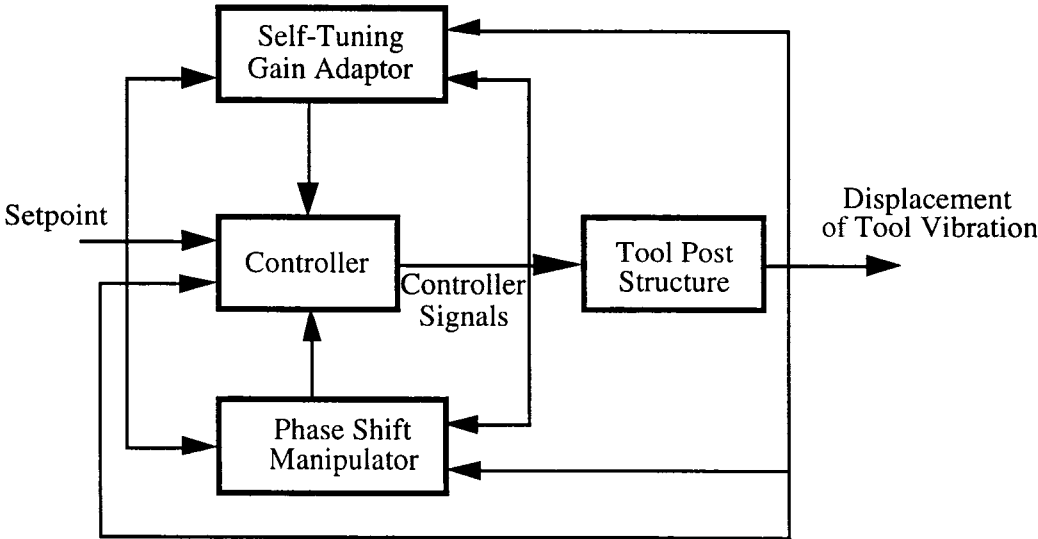 Self-Tuning
Gain Adaptor
Setpoint
Controller
Controller
Signals
Tool Post
Structure
Displacement
of Tool Vibration
Phase Shift
Manipulator